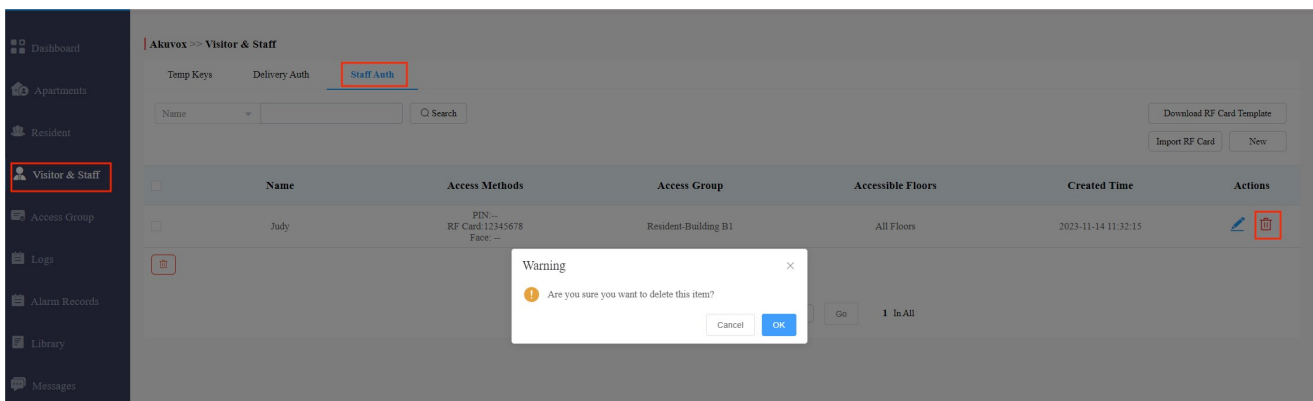 Dashboard
Apartments
Resident
Visitor & Staff
Access Group
Logs
Alarm Records
Library
Messages
Akuvox >> Visitor & Staff
Temp Keys Delivery Auth Staff Auth
Name Search Download RF Card Template
Import RF Card New
Name Access Methods Access Group Accessible Floors Created Time Actions
PIN:--
Judy RF Card:12345678 Resident-Building B1 All Floors 2023-11-14 11:32:15
Face: --
Warning
Are you sure you want to delete this item?
Cancel OK
Go 1 In All